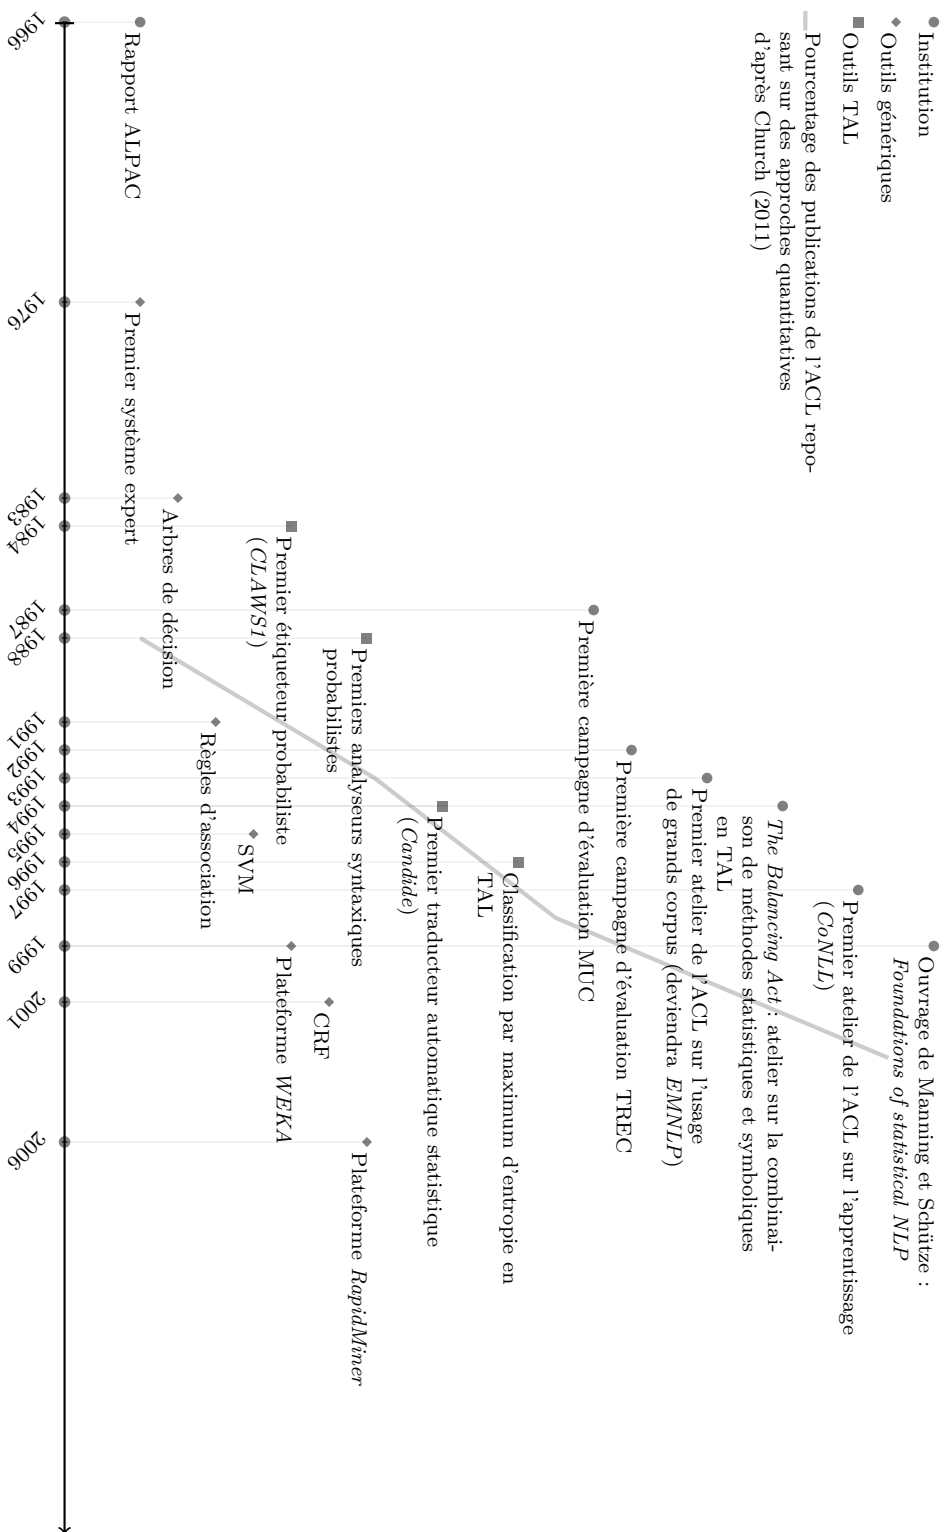 Institution
Outils génériques
Outils TAL
Pourcentage des publications de l'ACL repo-
sant sur des approches quantitatives
d'après Church (2011)
Ouvrage de Manning et Schütze :
Foundations of statistical NLP
Premier atelier de l'ACL sur l'apprentissage
(CoNLL)
The Balancing Act : atelier sur la combinai-
son de méthodes statistiques et symboliques
en TAL
Premier atelier de l'ACL sur l'usage
de grands corpus (deviendra EMNLP)
Première campagne d'évaluation TREC
Première campagne d'évaluation MUC
Classification par maximum d'entropie en
TAL
Premier traducteur automatique statistique
(Candide)
Premiers analyseurs syntaxiques
probabilistes
Plateforme RapidMiner
CRF
Premier étiqueteur probabiliste
(CLAWS1)
Plateforme WEKA
SVM
Règles d'association
Arbres de décision
Rapport ALPAC
Premier système expert
1966
1976
1983
1984
1987
1988
1991
1992
1993
1994
1995
1996
1997
1999
2001
2006